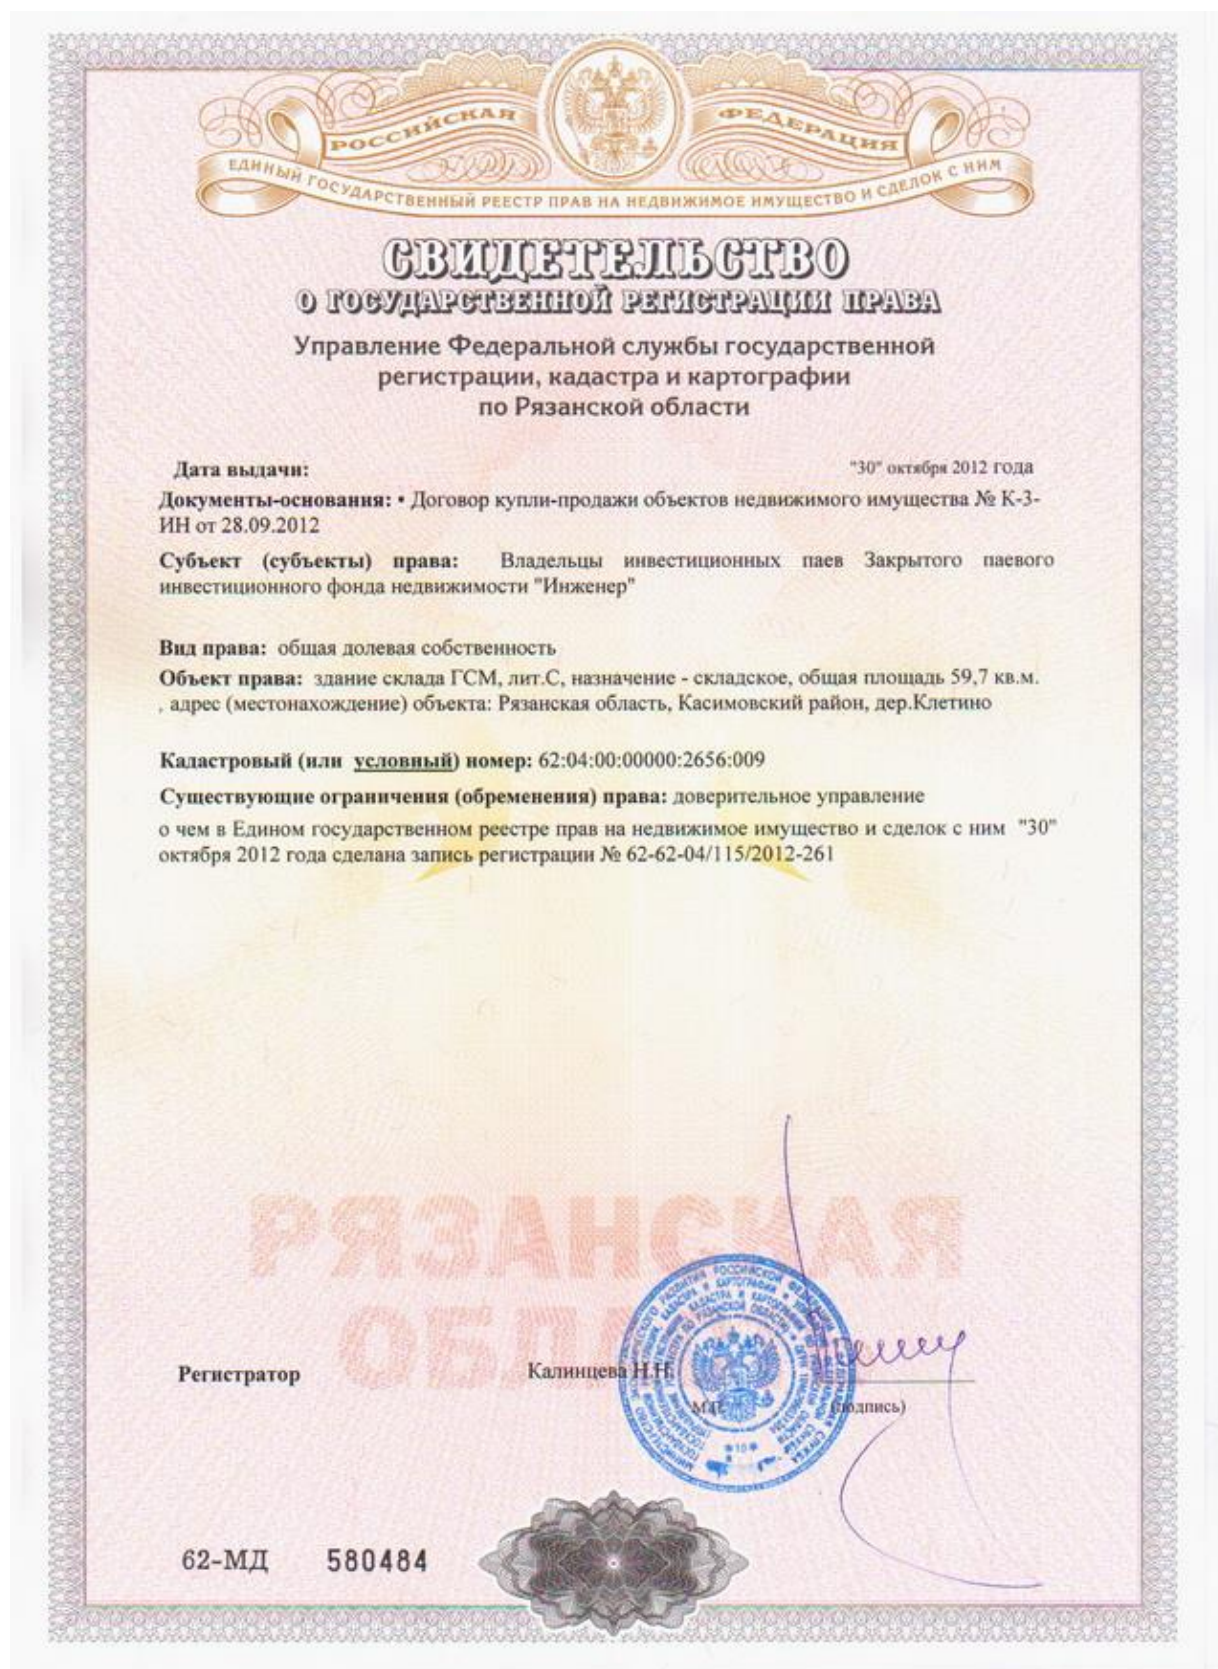 РОССИЙСКАЯ ФЕДЕРАЦИЯ
ЕДИНЫЙ ГОСУДАРСТВЕННЫЙ РЕЕСТР ПРАВ НА НЕДВИЖИМОЕ ИМУЩЕСТВО И СДЕЛОК С НИМ
СВИДЕТЕЛЬСТВО
О ГОСУДАРСТВЕННОЙ РЕГИСТРАЦИИ ПРАВА
Управление Федеральной службы государственной
регистрации, кадастра и картографии
по Рязанской области
Дата выдачи: "30" октября 2012 года
Документы-основания: • Договор купли-продажи объектов недвижимого имущества № К-3-
ИН от 28.09.2012
Субъект (субъекты) права: Владельцы инвестиционных паев Закрытого паевого
инвестиционного фонда недвижимости "Инженер"
Вид права: общая долевая собственность
Объект права: здание склада ГСМ, лит.С, назначение - складское, общая площадь 59,7 кв.м.
, адрес (местонахождение) объекта: Рязанская область, Касимовский район, дер.Клетино
Кадастровый (или условный) номер: 62:04:00:00000:2656:009
Существующие ограничения (обременения) права: доверительное управление
о чем в Едином государственном реестре прав на недвижимое имущество и сделок с ним "30"
октября 2012 года сделана запись регистрации № 62-62-04/115/2012-261
РЯЗАНСКАЯ
Регистратор Калинцева Н.Н.
М.П. (подпись)
62-МД 580484